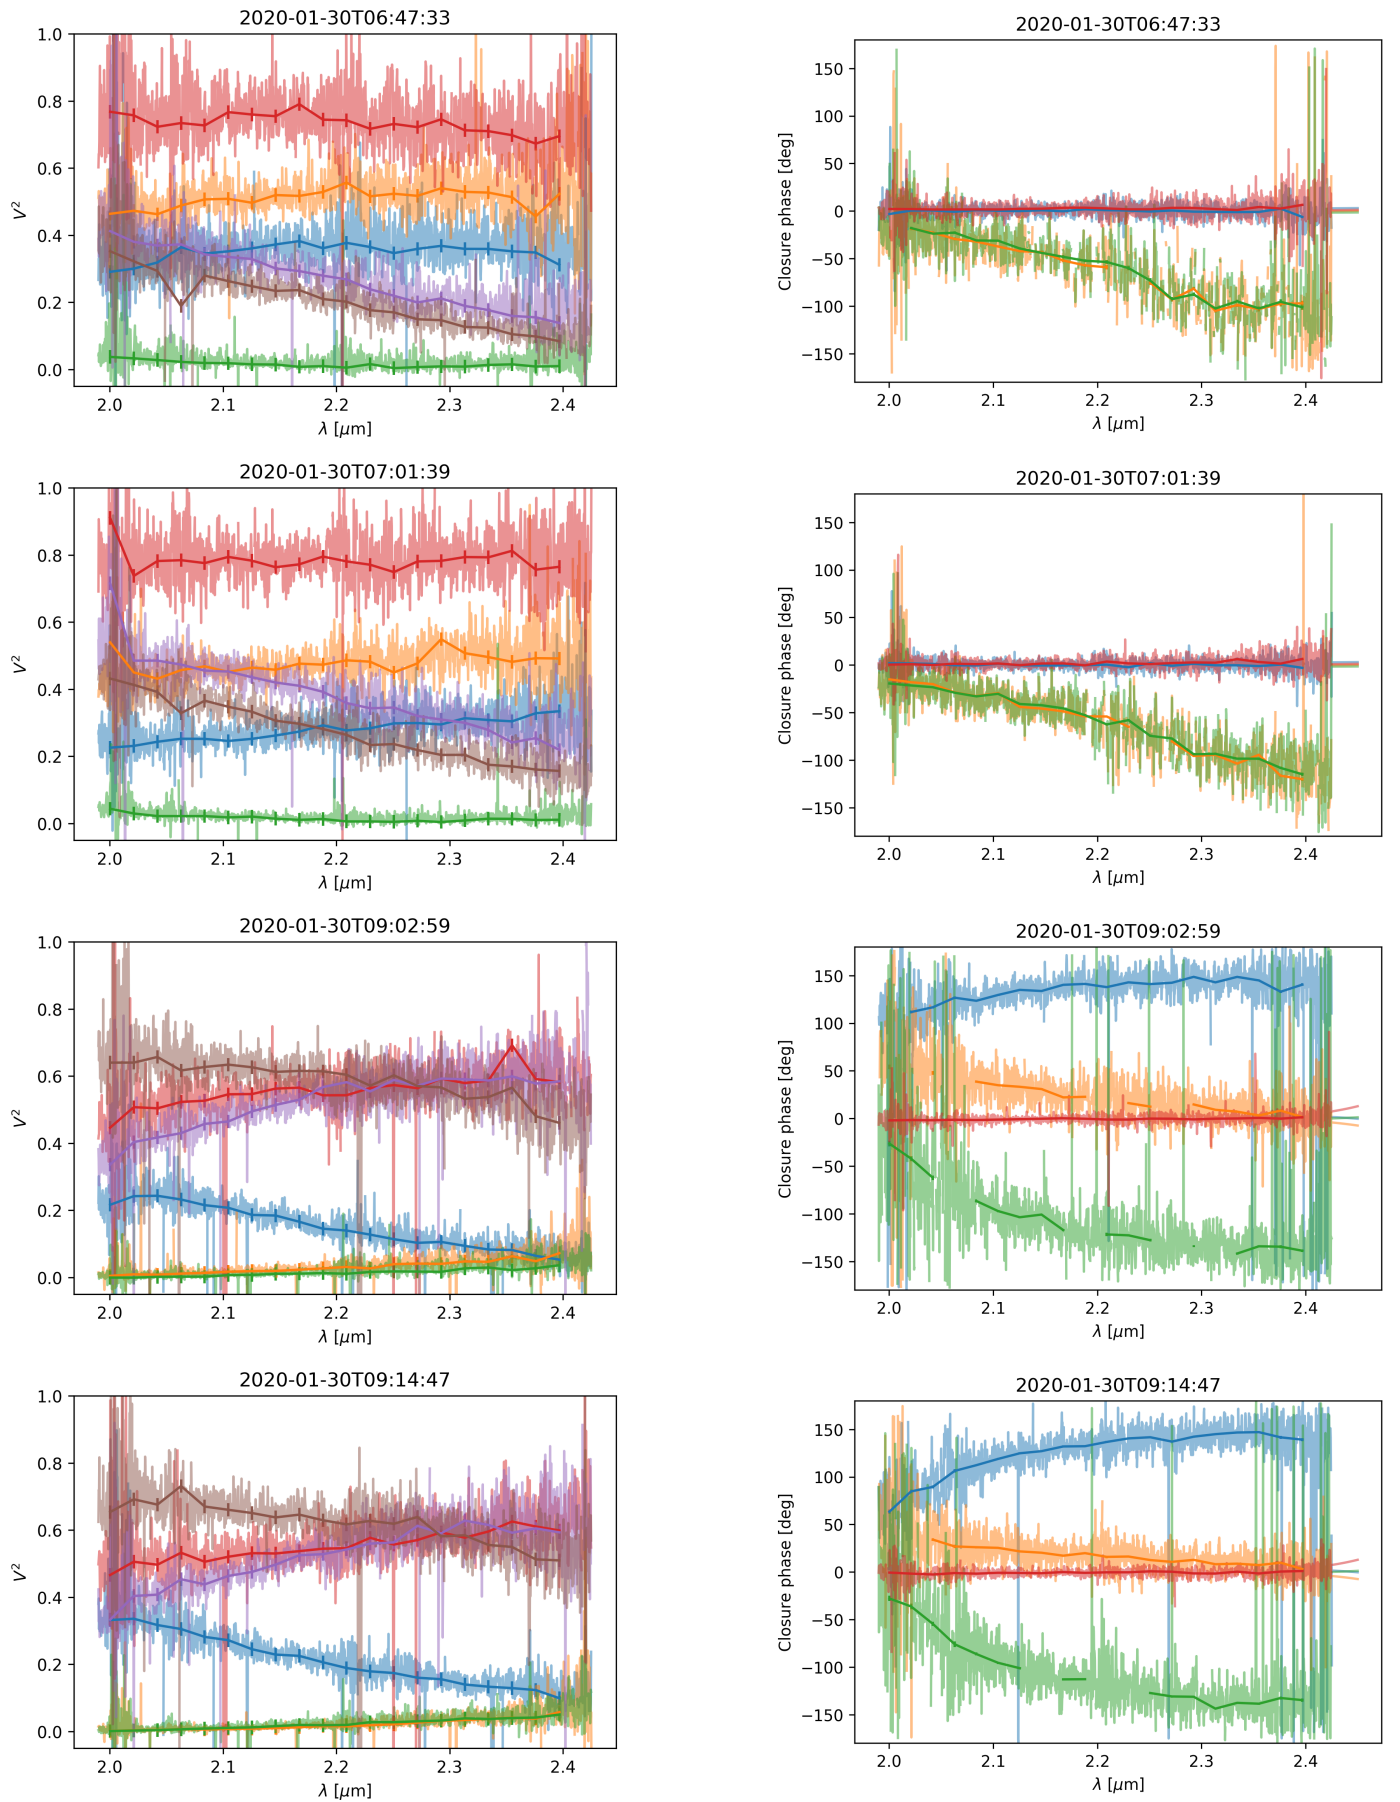 2020-01-30T06:47:33
1.0
0.8
0.6
0.4
0.2
0.0
V²
2.0 2.1 2.2 2.3 2.4
λ [μm]
2020-01-30T06:47:33
150
100
50
0
−50
−100
−150
Closure phase [deg]
2.0 2.1 2.2 2.3 2.4
λ [μm]
2020-01-30T07:01:39
1.0
0.8
0.6
0.4
0.2
0.0
V²
2.0 2.1 2.2 2.3 2.4
λ [μm]
2020-01-30T07:01:39
150
100
50
0
−50
−100
−150
Closure phase [deg]
2.0 2.1 2.2 2.3 2.4
λ [μm]
2020-01-30T09:02:59
1.0
0.8
0.6
0.4
0.2
0.0
V²
2.0 2.1 2.2 2.3 2.4
λ [μm]
2020-01-30T09:02:59
150
100
50
0
−50
−100
−150
Closure phase [deg]
2.0 2.1 2.2 2.3 2.4
λ [μm]
2020-01-30T09:14:47
1.0
0.8
0.6
0.4
0.2
0.0
V²
2.0 2.1 2.2 2.3 2.4
λ [μm]
2020-01-30T09:14:47
150
100
50
0
−50
−100
−150
Closure phase [deg]
2.0 2.1 2.2 2.3 2.4
λ [μm]